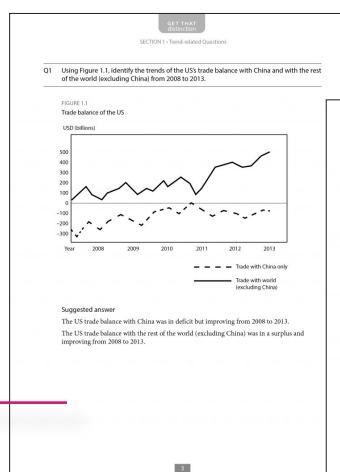 GET THAT
distinction
SECTION 1 • Trend-related Questions
Q1 Using Figure 1.1, identify the trends of the US's trade balance with China and with the rest
of the world (excluding China) from 2008 to 2013.
FIGURE 1.1
Trade balance of the US
USD (billions)
500
400
300
200
100
0
-100
-200
-300
Year 2008 2009 2010 2011 2012 2013
Trade with China only
Trade with world
(excluding China)
Suggested answer
The US trade balance with China was in deficit but improving from 2008 to 2013.
The US trade balance with the rest of the world (excluding China) was in a surplus and
improving from 2008 to 2013.